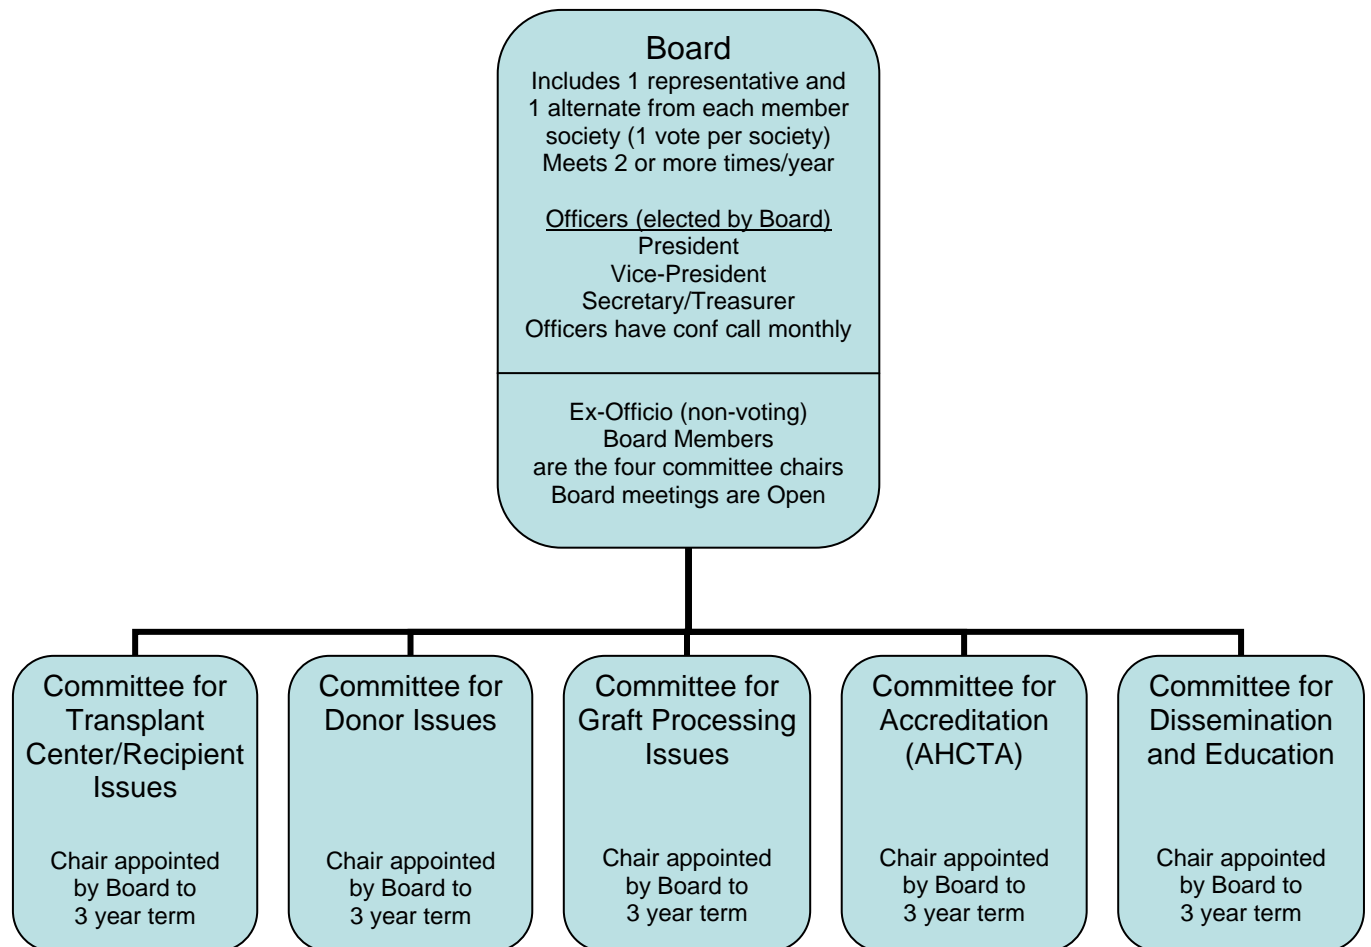 Board
Includes 1 representative and
1 alternate from each member
society (1 vote per society)
Meets 2 or more times/year
Officers (elected by Board)
President
Vice-President
Secretary/Treasurer
Officers have conf call monthly
Ex-Officio (non-voting)
Board Members
are the four committee chairs
Board meetings are Open
Committee for
Transplant
Center/Recipient
Issues
Chair appointed
by Board to
3 year term
Committee for
Donor Issues
Chair appointed
by Board to
3 year term
Committee for
Graft Processing
Issues
Chair appointed
by Board to
3 year term
Committee for
Accreditation
(AHCTA)
Chair appointed
by Board to
3 year term
Committee for
Dissemination
and Education
Chair appointed
by Board to
3 year term